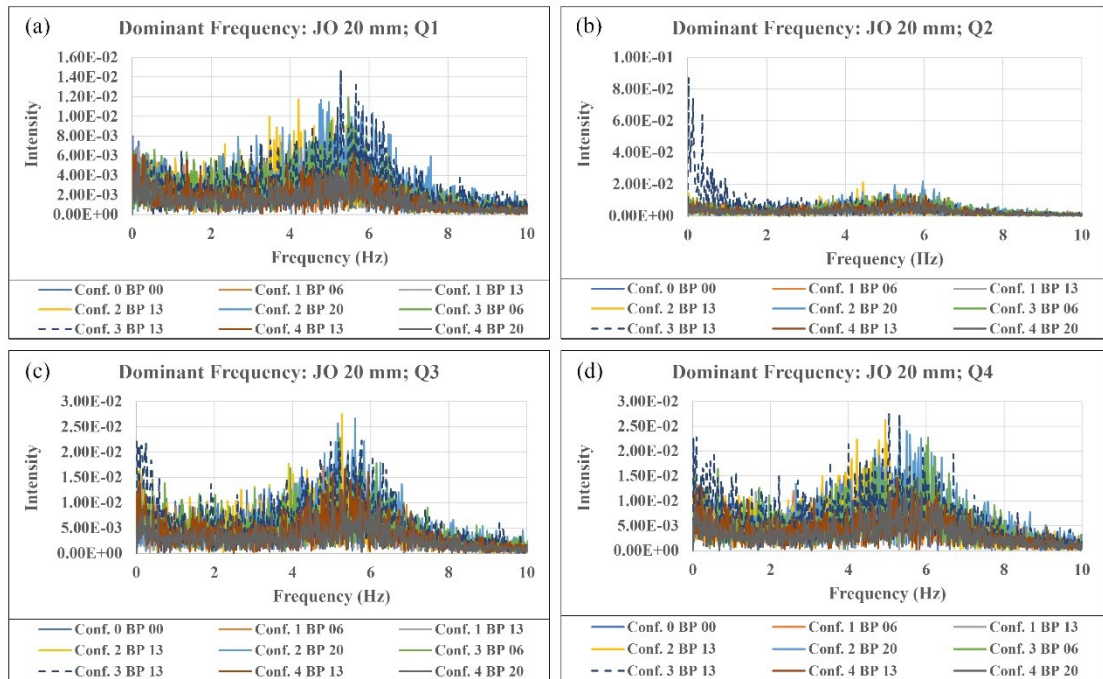 (a) Dominant Frequency: JO 20 mm; Q1
1.60E-02
1.40E-02
1.20E-02
1.00E-02
8.00E-03
6.00E-03
4.00E-03
2.00E-03
0.00E+00
Intensity
0 2 4 6 8 10
Frequency (Hz)
Conf. 0 BP 00 Conf. 1 BP 06 Conf. 1 BP 13
Conf. 2 BP 13 Conf. 2 BP 20 Conf. 3 BP 06
Conf. 3 BP 13 Conf. 4 BP 13 Conf. 4 BP 20
(b) Dominant Frequency: JO 20 mm; Q2
1.00E-01
8.00E-02
6.00E-02
4.00E-02
2.00E-02
0.00E+00
Intensity
0 2 4 6 8 10
Frequency (Hz)
Conf. 0 BP 00 Conf. 1 BP 06 Conf. 1 BP 13
Conf. 2 BP 13 Conf. 2 BP 20 Conf. 3 BP 06
Conf. 3 BP 13 Conf. 4 BP 13 Conf. 4 BP 20
(c) Dominant Frequency: JO 20 mm; Q3
3.00E-02
2.50E-02
2.00E-02
1.50E-02
1.00E-02
5.00E-03
0.00E+00
Intensity
0 2 4 6 8 10
Frequency (Hz)
Conf. 0 BP 00 Conf. 1 BP 06 Conf. 1 BP 13
Conf. 2 BP 13 Conf. 2 BP 20 Conf. 3 BP 06
Conf. 3 BP 13 Conf. 4 BP 13 Conf. 4 BP 20
(d) Dominant Frequency: JO 20 mm; Q4
3.00E-02
2.50E-02
2.00E-02
1.50E-02
1.00E-02
5.00E-03
0.00E+00
Intensity
0 2 4 6 8 10
Frequency (Hz)
Conf. 0 BP 00 Conf. 1 BP 06 Conf. 1 BP 13
Conf. 2 BP 13 Conf. 2 BP 20 Conf. 3 BP 06
Conf. 3 BP 13 Conf. 4 BP 13 Conf. 4 BP 20